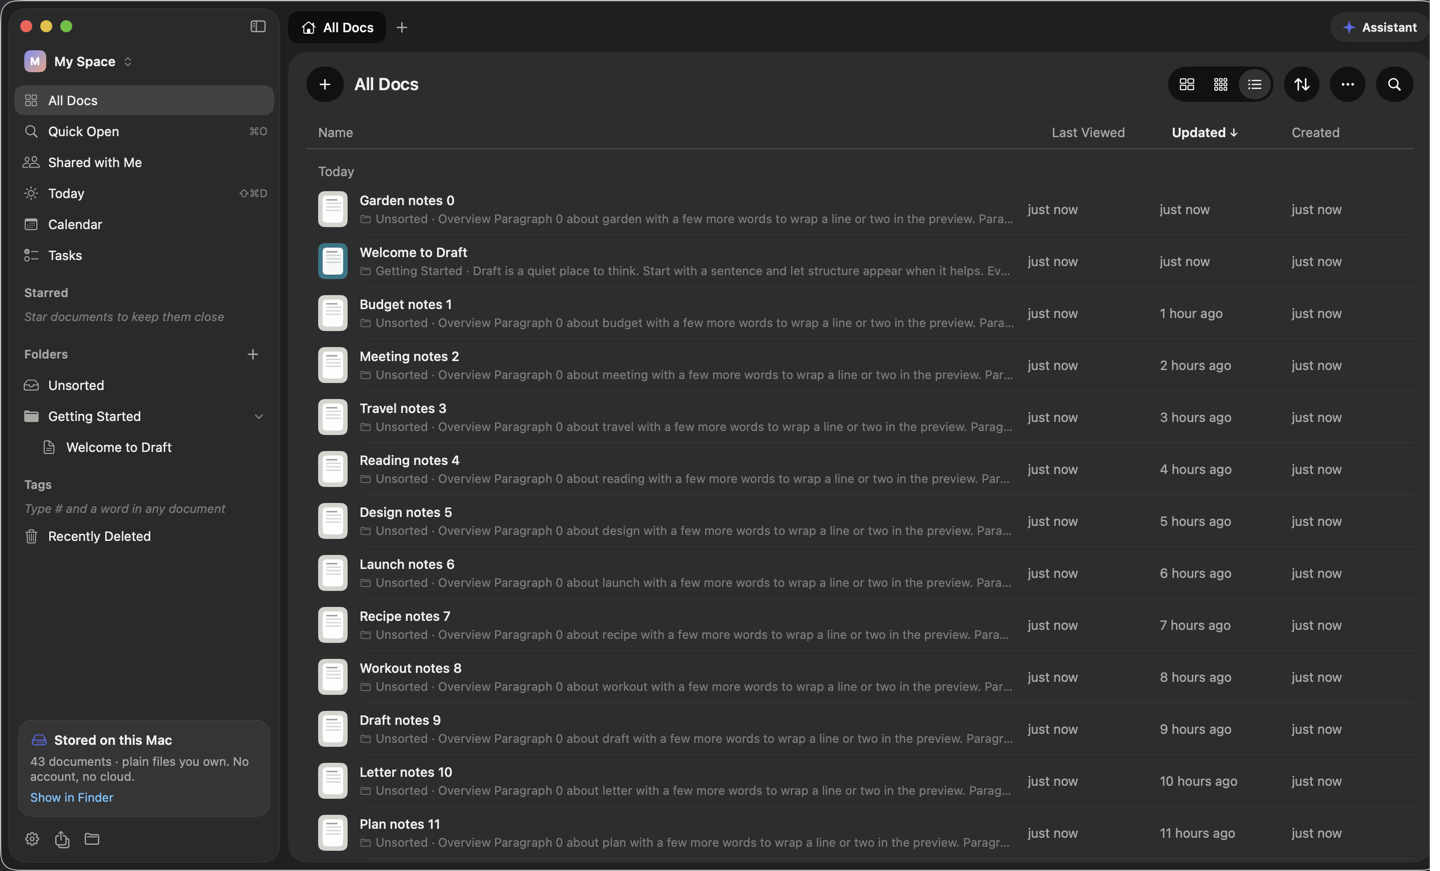 All Docs
Assistant
M My Space
All Docs
Quick Open ⌘O
Shared with Me
Today ⇧⌘D
Calendar
Tasks
Starred
Star documents to keep them close
Folders
Unsorted
Getting Started
Welcome to Draft
Tags
Type # and a word in any document
Recently Deleted
Stored on this Mac
43 documents · plain files you own. No
account, no cloud.
Show in Finder
All Docs
Name Last Viewed Updated ↓ Created
Today
Garden notes 0
Unsorted · Overview Paragraph 0 about garden with a few more words to wrap a line or two in the preview. Para...
just now just now just now
Welcome to Draft
Getting Started · Draft is a quiet place to think. Start with a sentence and let structure appear when it helps. Ev...
just now just now just now
Budget notes 1
Unsorted · Overview Paragraph 0 about budget with a few more words to wrap a line or two in the preview. Para...
just now 1 hour ago just now
Meeting notes 2
Unsorted · Overview Paragraph 0 about meeting with a few more words to wrap a line or two in the preview. Par...
just now 2 hours ago just now
Travel notes 3
Unsorted · Overview Paragraph 0 about travel with a few more words to wrap a line or two in the preview. Parag...
just now 3 hours ago just now
Reading notes 4
Unsorted · Overview Paragraph 0 about reading with a few more words to wrap a line or two in the preview. Par...
just now 4 hours ago just now
Design notes 5
Unsorted · Overview Paragraph 0 about design with a few more words to wrap a line or two in the preview. Para...
just now 5 hours ago just now
Launch notes 6
Unsorted · Overview Paragraph 0 about launch with a few more words to wrap a line or two in the preview. Para...
just now 6 hours ago just now
Recipe notes 7
Unsorted · Overview Paragraph 0 about recipe with a few more words to wrap a line or two in the preview. Para...
just now 7 hours ago just now
Workout notes 8
Unsorted · Overview Paragraph 0 about workout with a few more words to wrap a line or two in the preview. Par...
just now 8 hours ago just now
Draft notes 9
Unsorted · Overview Paragraph 0 about draft with a few more words to wrap a line or two in the preview. Paragr...
just now 9 hours ago just now
Letter notes 10
Unsorted · Overview Paragraph 0 about letter with a few more words to wrap a line or two in the preview. Parag...
just now 10 hours ago just now
Plan notes 11
Unsorted · Overview Paragraph 0 about plan with a few more words to wrap a line or two in the preview. Paragr...
just now 11 hours ago just now